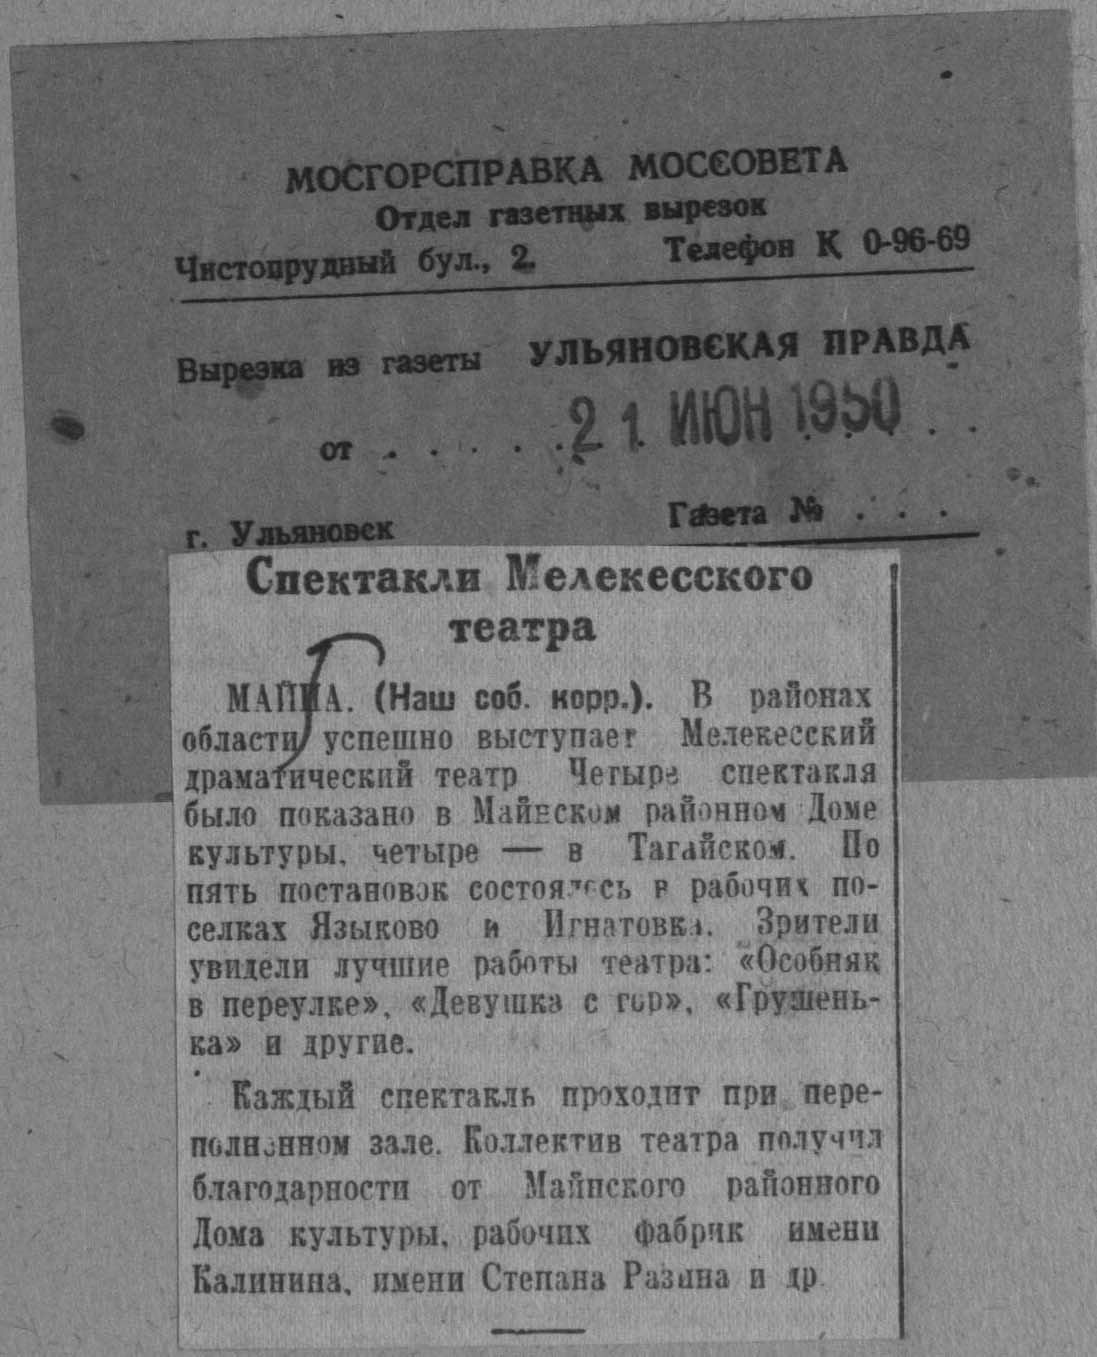 МОСГОРСПРАВКА МОССОВЕТА
Отдел газетных вырезок
Чистопрудный бул., 2. Телефон К 0-96-69
Вырезка из газеты УЛЬЯНОВСКАЯ ПРАВДА
от . . . . . 21 ИЮН 1950 . .
г. Ульяновск Газета № . . .
Спектакли Мелекесского
театра
МАЙНА. (Наш соб. корр.). В районах
области успешно выступает Мелекесский
драматический театр Четыре спектакля
было показано в Майнском районном Доме
культуры, четыре — в Тагайском. По
пять постановок состоялось в рабочих по-
селках Языково и Игнатовка. Зрители
увидели лучшие работы театра: «Особняк
в переулке», «Девушка с гор», «Грушень-
ка» и другие.
Каждый спектакль проходит при пере-
полненном зале. Коллектив театра получил
благодарности от Майнского районного
Дома культуры, рабочих фабрик имени
Калинина, имени Степана Разина и др.